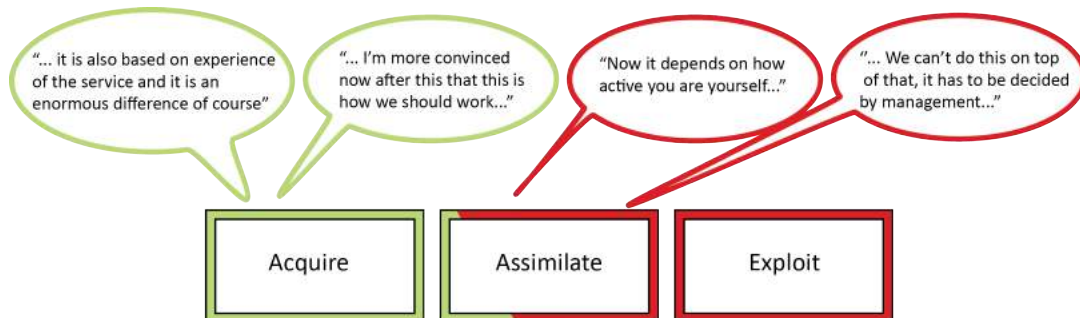 “... it is also based on experience
of the service and it is an
enormous difference of course”
“... I’m more convinced
now after this that this is
how we should work...”
“Now it depends on how
active you are yourself...”
“... We can’t do this on top
of that, it has to be decided
by management...”
Acquire
Assimilate
Exploit